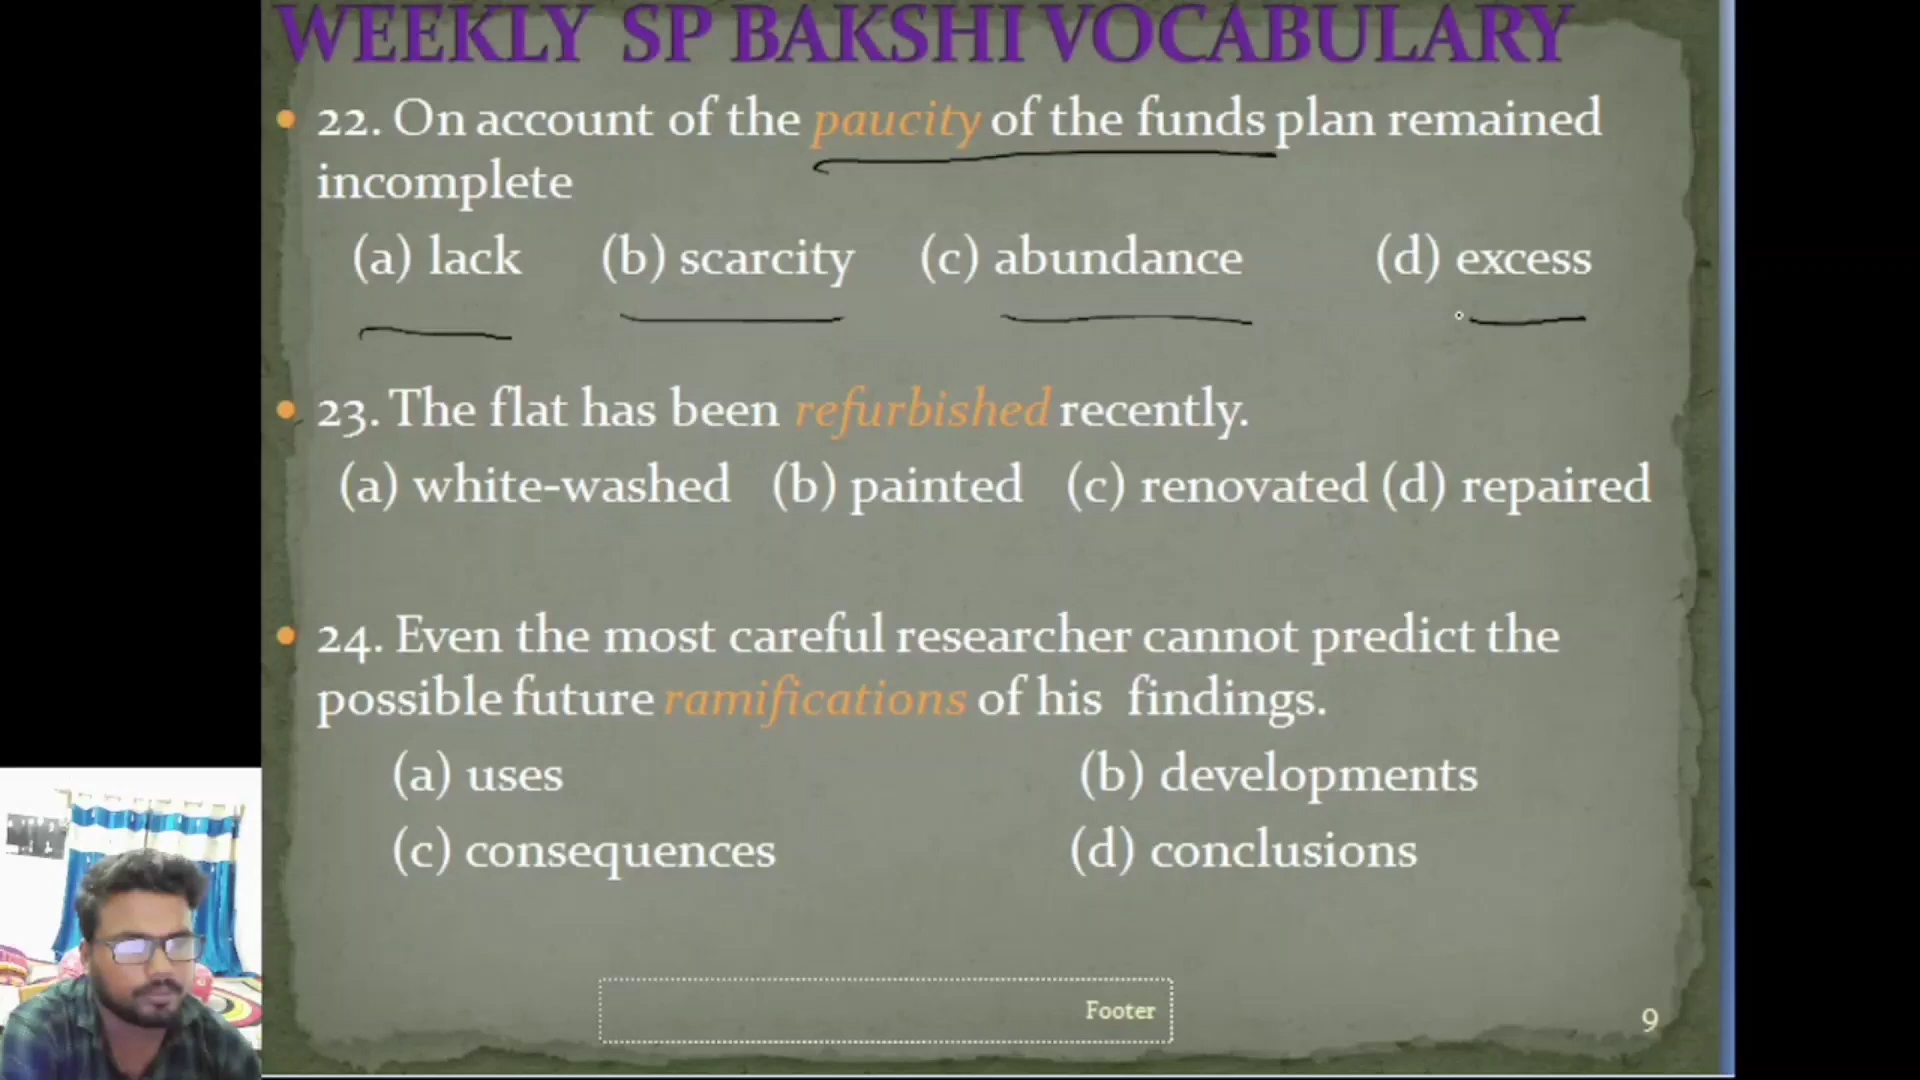 WEEKLY SP BAKSHI VOCABULARY
• 22. On account of the paucity of the funds plan remained
incomplete
(a) lack (b) scarcity (c) abundance (d) excess
• 23. The flat has been refurbished recently.
(a) white-washed (b) painted (c) renovated (d) repaired
• 24. Even the most careful researcher cannot predict the
possible future ramifications of his findings.
(a) uses (b) developments
(c) consequences (d) conclusions
Footer
9